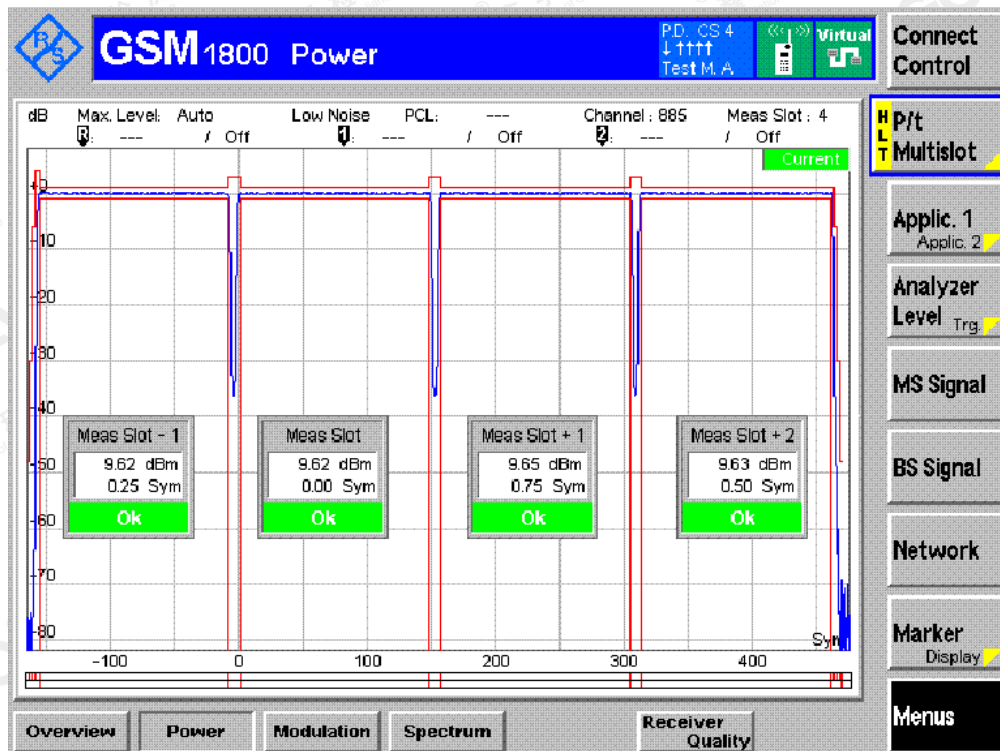 R&S
GSM 1800 Power
P.D. CS 4
Test M. A.
Virtual
Connect
Control
dB Max. Level: Auto Low Noise PCL: --- Channel : 885 Meas Slot : 4
R: --- / Off 1: --- / Off 2: --- / Off
H
L
T
P/t
Multislot
Current
+0
-10
-20
-30
-40
-50
-60
-70
-80
Applic. 1
Applic. 2
Analyzer
Level Trg.
MS Signal
BS Signal
Network
Marker
Display
Menus
Meas Slot - 1
9.62 dBm
0.25 Sym
Ok
Meas Slot
9.62 dBm
0.00 Sym
Ok
Meas Slot + 1
9.65 dBm
0.75 Sym
Ok
Meas Slot + 2
9.63 dBm
0.50 Sym
Ok
Sym
-100 0 100 200 300 400
Overview Power Modulation Spectrum Receiver
Quality